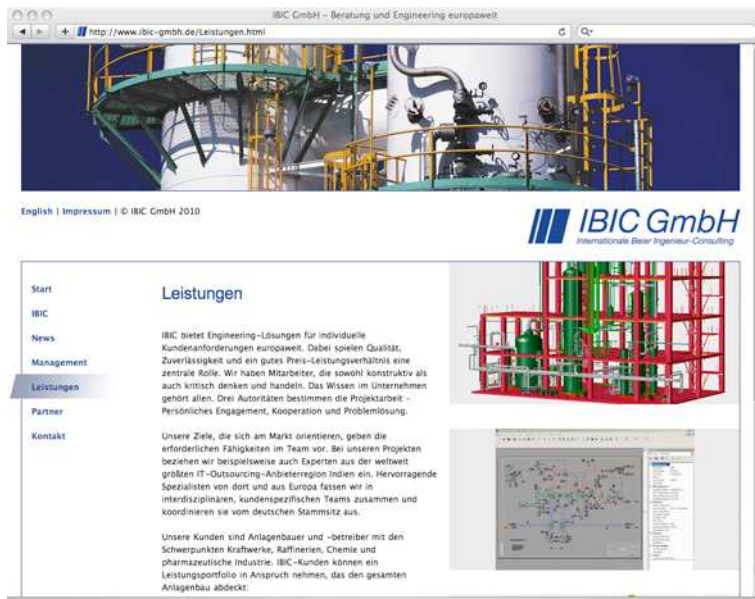 IBIC GmbH – Beratung und Engineering europaweit
http://www.ibic-gmbh.de/Leistungen.html
English | Impressum | © IBIC GmbH 2010
IBIC GmbH
Internationale Beier Ingenieur-Consulting
Start
IBIC
News
Management
Leistungen
Partner
Kontakt
Leistungen
IBIC bietet Engineering-Lösungen für individuelle
Kundenanforderungen europaweit. Dabei spielen Qualität,
Zuverlässigkeit und ein gutes Preis-Leistungsverhältnis eine
zentrale Rolle. Wir haben Mitarbeiter, die sowohl konstruktiv als
auch kritisch denken und handeln. Das Wissen im Unternehmen
gehört allen. Drei Autoritäten bestimmen die Projektarbeit -
Persönliches Engagement, Kooperation und Problemlösung.
Unsere Ziele, die sich am Markt orientieren, geben die
erforderlichen Fähigkeiten im Team vor. Bei unseren Projekten
beziehen wir beispielsweise auch Experten aus der weltweit
größten IT-Outsourcing-Anbieterregion Indien ein. Hervorragende
Spezialisten von dort und aus Europa fassen wir in
interdisziplinären, kundenspezifischen Teams zusammen und
koordinieren sie vom deutschen Stammsitz aus.
Unsere Kunden sind Anlagenbauer und -betreiber mit den
Schwerpunkten Kraftwerke, Raffinerien, Chemie und
pharmazeutische Industrie. IBIC-Kunden können ein
Leistungsportfolio in Anspruch nehmen, das den gesamten
Anlagenbau abdeckt: